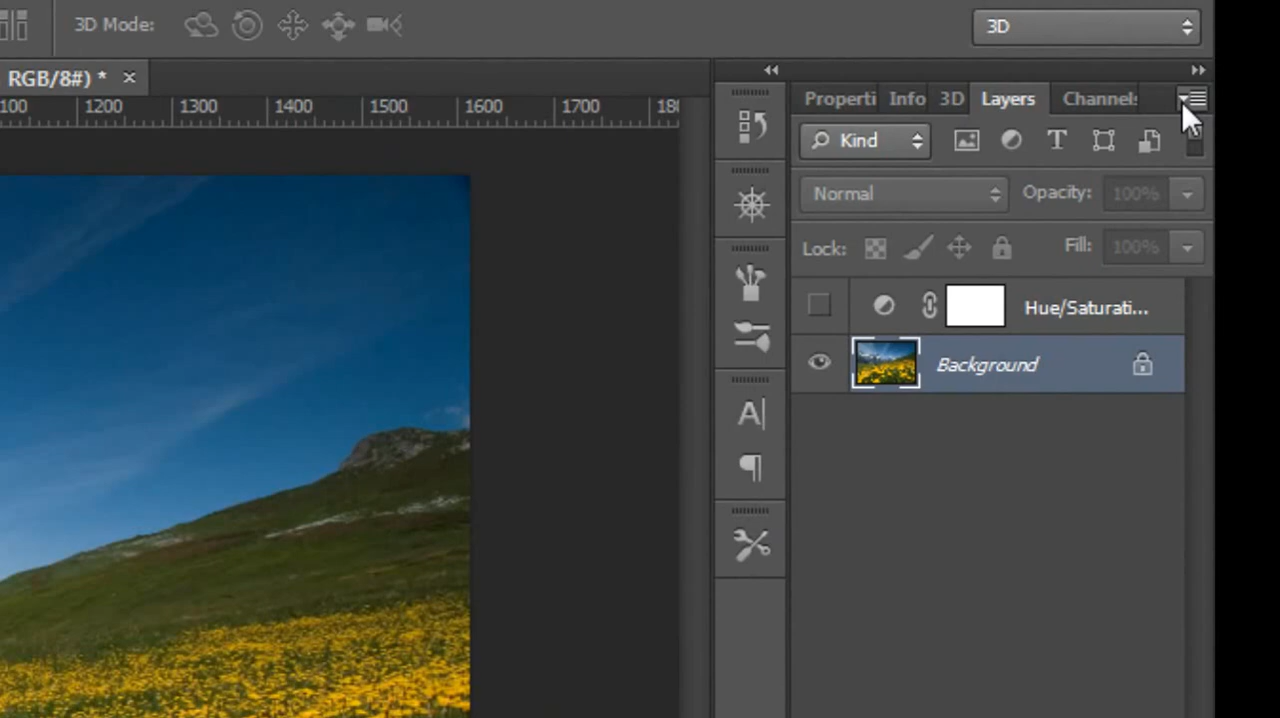 3D Mode:
3D
RGB/8#) * ×
100 1200 1300 1400 1500 1600 1700 180
Properti Info 3D Layers Channels
Kind T
Normal Opacity: 100%
Lock: Fill: 100%
Hue/Saturati...
Background
A|
¶